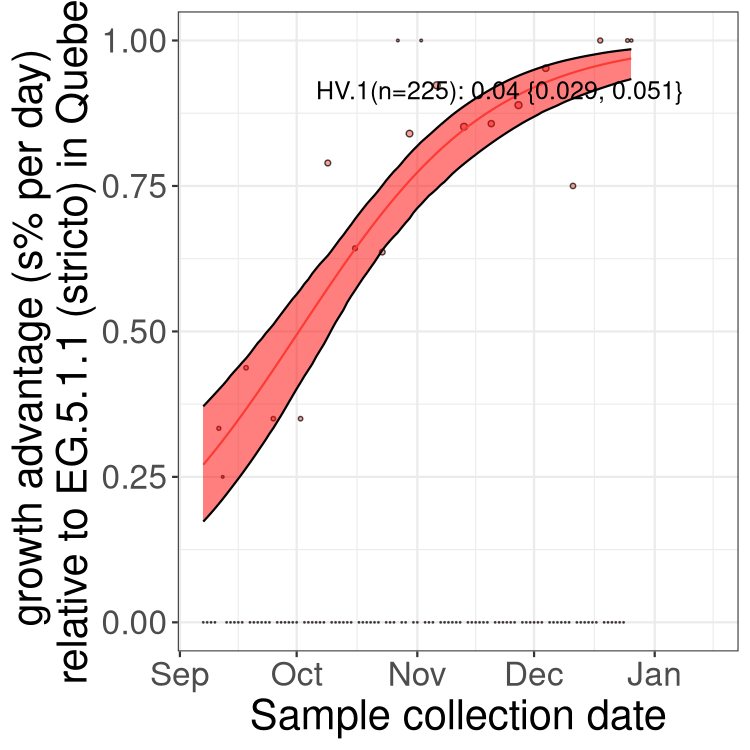 growth advantage (s% per day)
relative to EG.5.1.1 (stricto) in Quebe
1.00
0.75
0.50
0.25
0.00
HV.1(n=225): 0.04 {0.029, 0.051}
Sep Oct Nov Dec Jan
Sample collection date